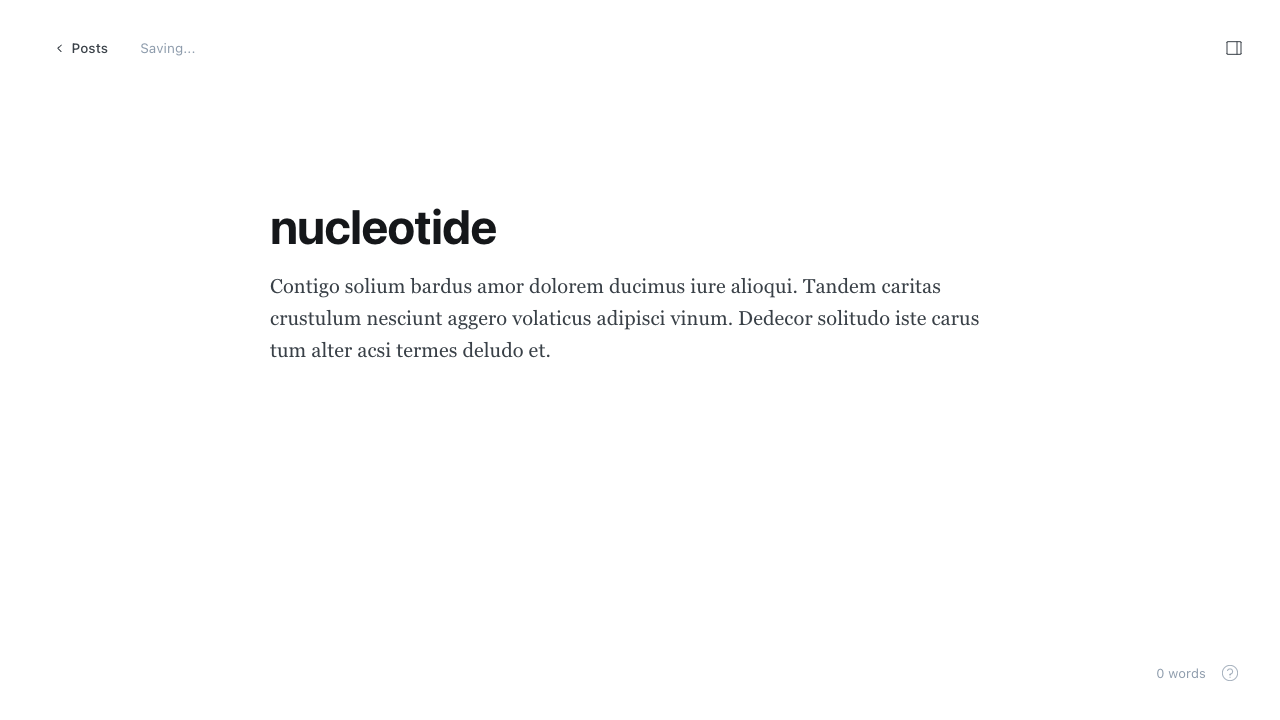 Posts
Saving...
nucleotide
Contigo solium bardus amor dolorem ducimus iure alioqui. Tandem caritas
crustulum nesciunt aggero volaticus adipisci vinum. Dedecor solitudo iste carus
tum alter acsi termes deludo et.
0 words